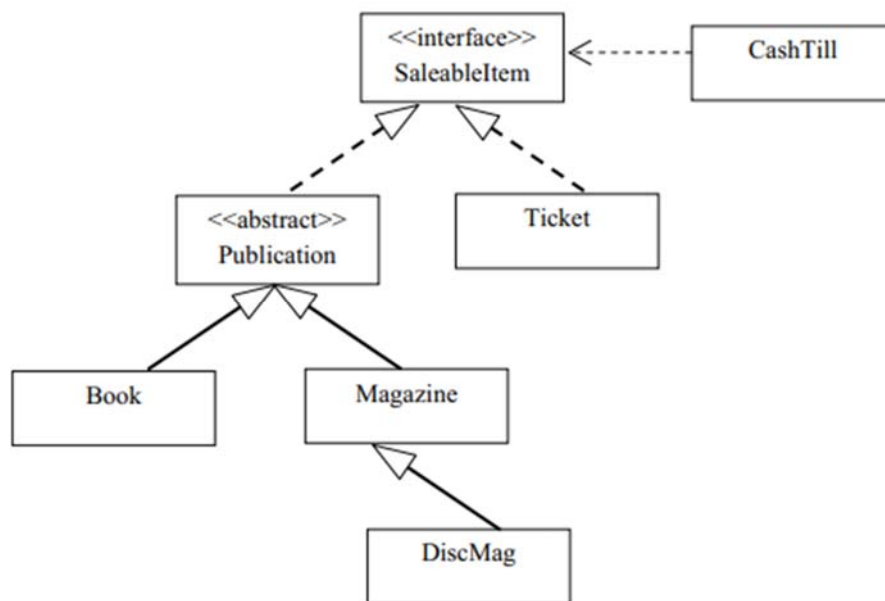 <<interface>>
SaleableItem
CashTill
<<abstract>>
Publication
Ticket
Book
Magazine
DiscMag